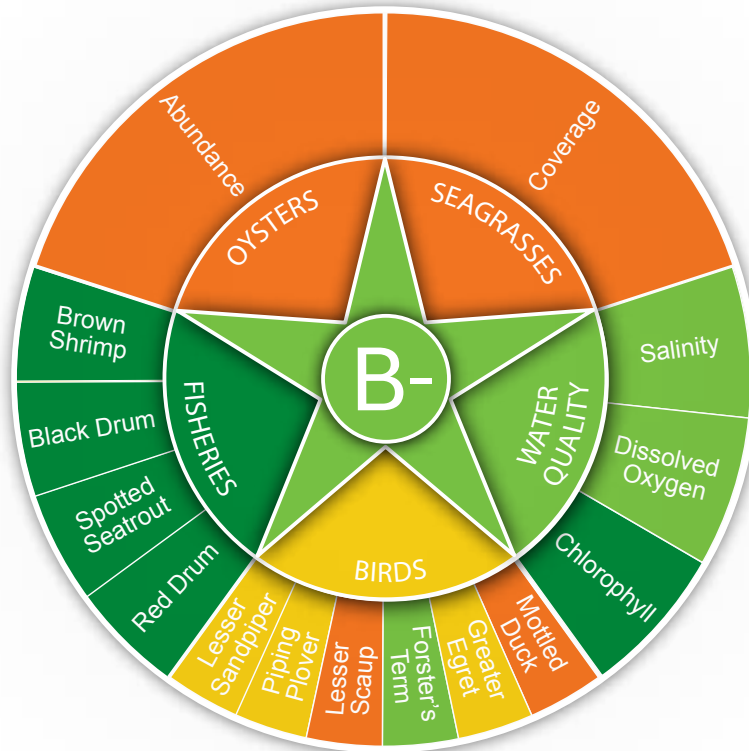 Abundance
Coverage
OYSTERS
SEAGRASSES
Brown
Shrimp
Black Drum
Spotted
Seatrout
Red Drum
FISHERIES
B-
WATER
QUALITY
Salinity
Dissolved
Oxygen
Chlorophyll
BIRDS
Lesser
Sandpiper
Piping
Plover
Lesser
Scaup
Forster's
Term
Greater
Egret
Mottled
Duck